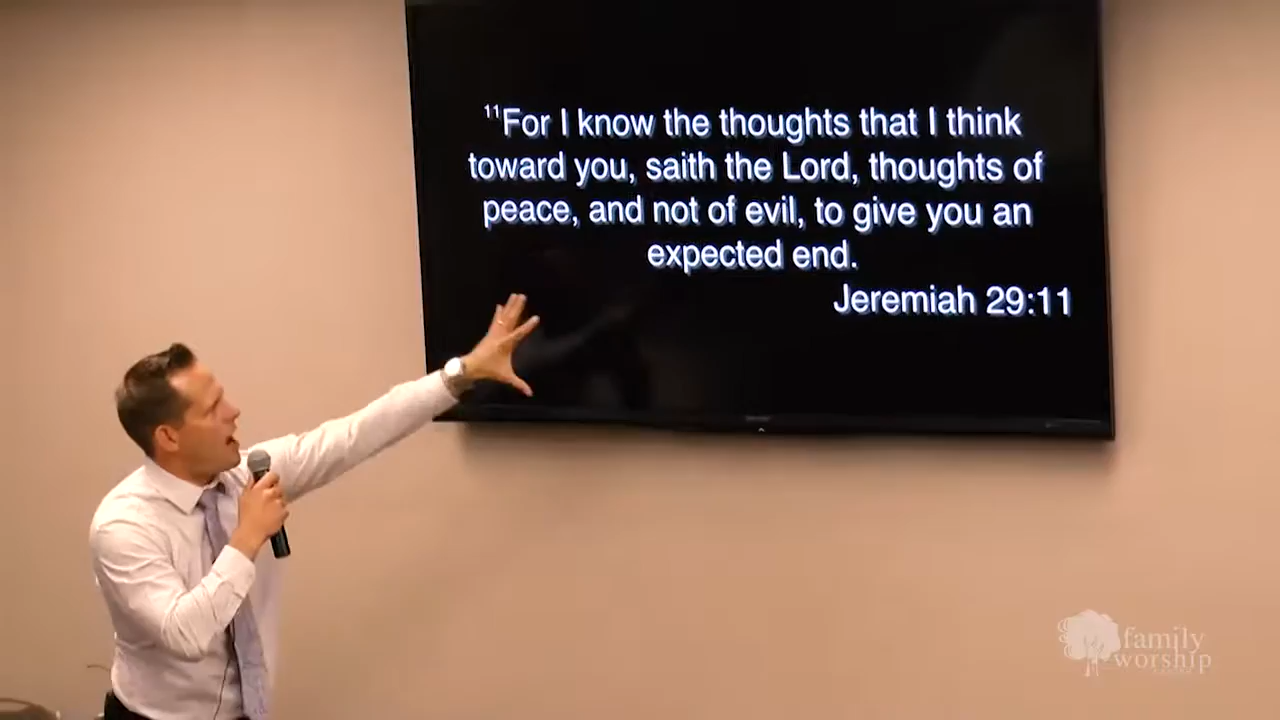 ¹¹For I know the thoughts that I think
toward you, saith the Lord, thoughts of
peace, and not of evil, to give you an
expected end.
Jeremiah 29:11
family
worship